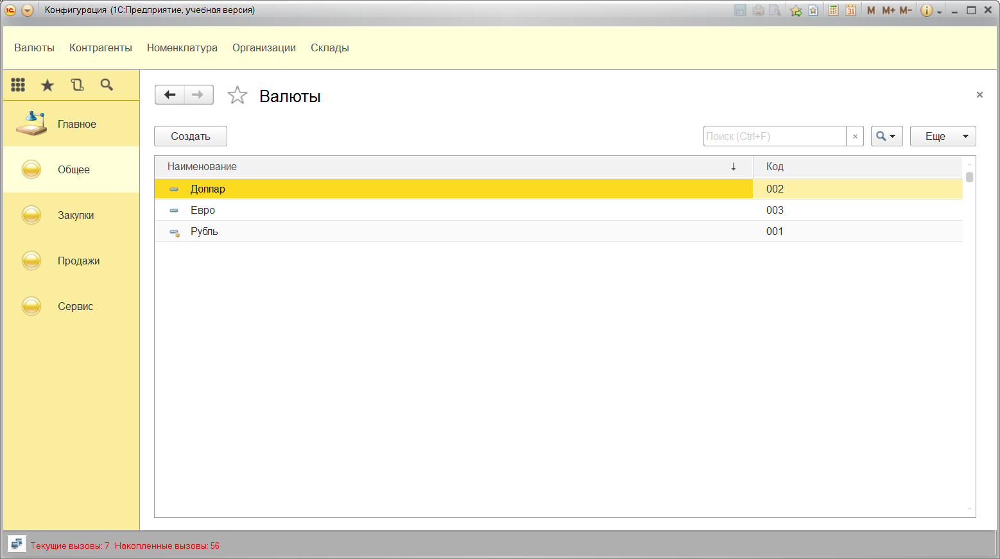 Конфигурация (1С:Предприятие, учебная версия)
31
M M+ M-
Валюты Контрагенты Номенклатура Организации Склады
Валюты
Главное
Создать
Поиск (Ctrl+F)
Еще
Общее
Наименование Код
Доллар 002
Евро 003
Рубль 001
Закупки
Продажи
Сервис
Текущие вызовы: 7 Накопленные вызовы: 56